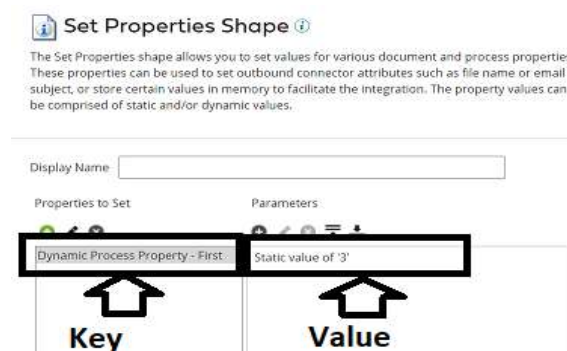 Set Properties Shape
The Set Properties shape allows you to set values for various document and process propertie
These properties can be used to set outbound connector attributes such as file name or email
subject, or store certain values in memory to facilitate the integration. The property values can
be comprised of static and/or dynamic values.
Display Name
Properties to Set Parameters
Dynamic Process Property - First Static value of '3'
Key Value